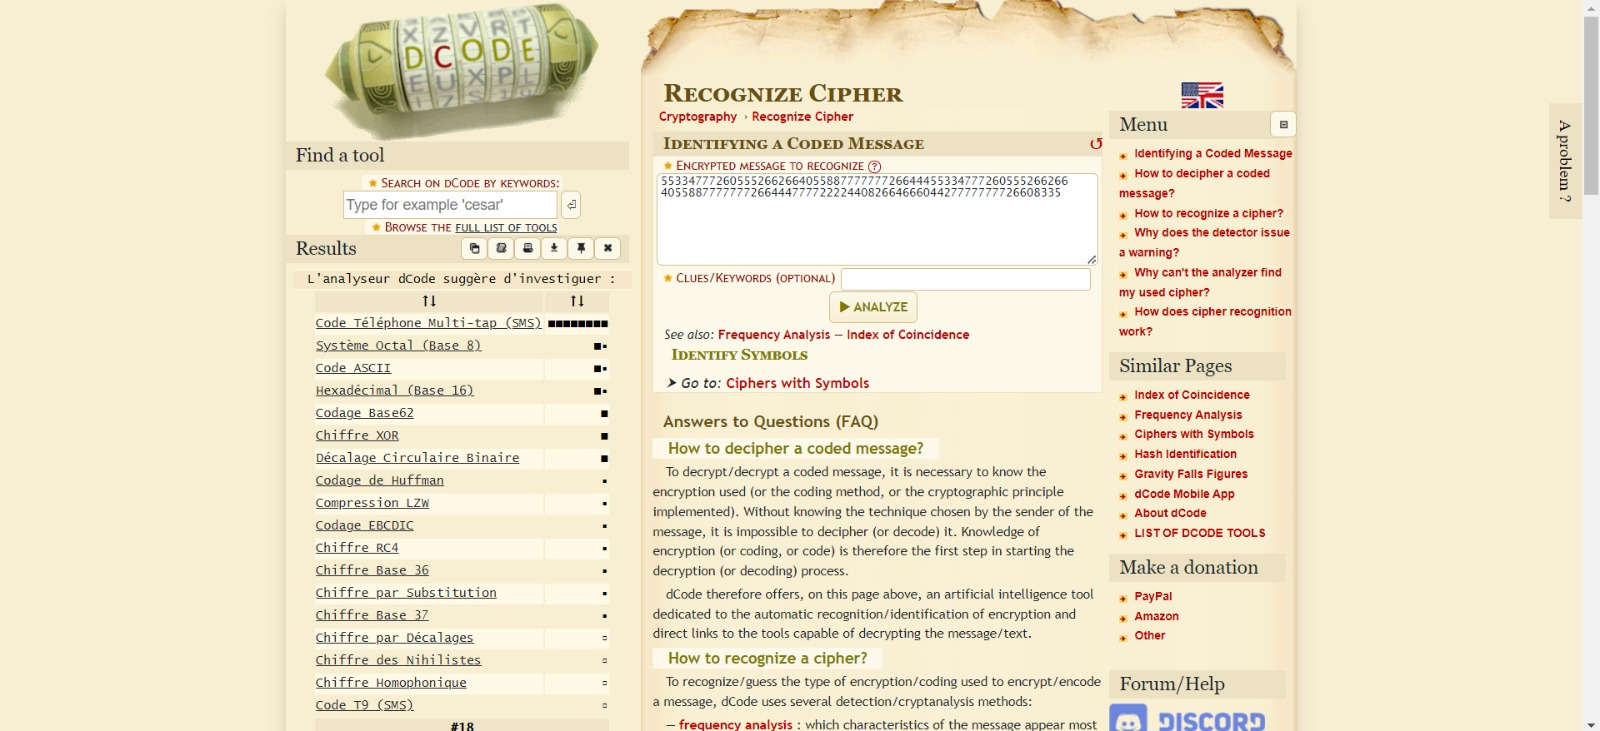 DCODE
Find a tool
★ Search on dCode by keywords:
Type for example 'cesar'
★ Browse the full list of tools
Results
L'analyseur dCode suggère d'investiguer :
↑↓ ↑↓
Code Téléphone Multi-tap (SMS) ■■■■■■■■
Système Octal (Base 8) ■▪
Code ASCII ■▪
Hexadécimal (Base 16) ■▪
Codage Base62 ■
Chiffre XOR ■
Décalage Circulaire Binaire ■
Codage de Huffman ▪
Compression LZW ▪
Codage EBCDIC ▪
Chiffre RC4 ▪
Chiffre Base 36 ▪
Chiffre par Substitution ▪
Chiffre Base 37 ▪
Chiffre par Décalages ▫
Chiffre des Nihilistes ▫
Chiffre Homophonique ▫
Code T9 (SMS) ▫
#18
Recognize Cipher
Cryptography › Recognize Cipher
Identifying a Coded Message
★ Encrypted message to recognize ?
★ Clues/Keywords (optional)
▶ ANALYZE
See also: Frequency Analysis — Index of Coincidence
Identify Symbols
➤ Go to: Ciphers with Symbols
Answers to Questions (FAQ)
How to decipher a coded message?
To decrypt/decrypt a coded message, it is necessary to know the
encryption used (or the coding method, or the cryptographic principle
implemented). Without knowing the technique chosen by the sender of the
message, it is impossible to decipher (or decode) it. Knowledge of
encryption (or coding, or code) is therefore the first step in starting the
decryption (or decoding) process.
dCode therefore offers, on this page above, an artificial intelligence tool
dedicated to the automatic recognition/identification of encryption and
direct links to the tools capable of decrypting the message/text.
How to recognize a cipher?
To recognize/guess the type of encryption/coding used to encrypt/encode
a message, dCode uses several detection/cryptanalysis methods:
— frequency analysis : which characteristics of the message appear most
Menu
Identifying a Coded Message
How to decipher a coded
message?
How to recognize a cipher?
Why does the detector issue
a warning?
Why can't the analyzer find
my used cipher?
How does cipher recognition
work?
Similar Pages
Index of Coincidence
Frequency Analysis
Ciphers with Symbols
Hash Identification
Gravity Falls Figures
dCode Mobile App
About dCode
LIST OF DCODE TOOLS
Make a donation
PayPal
Amazon
Other
Forum/Help
DISCORD
A problem ?